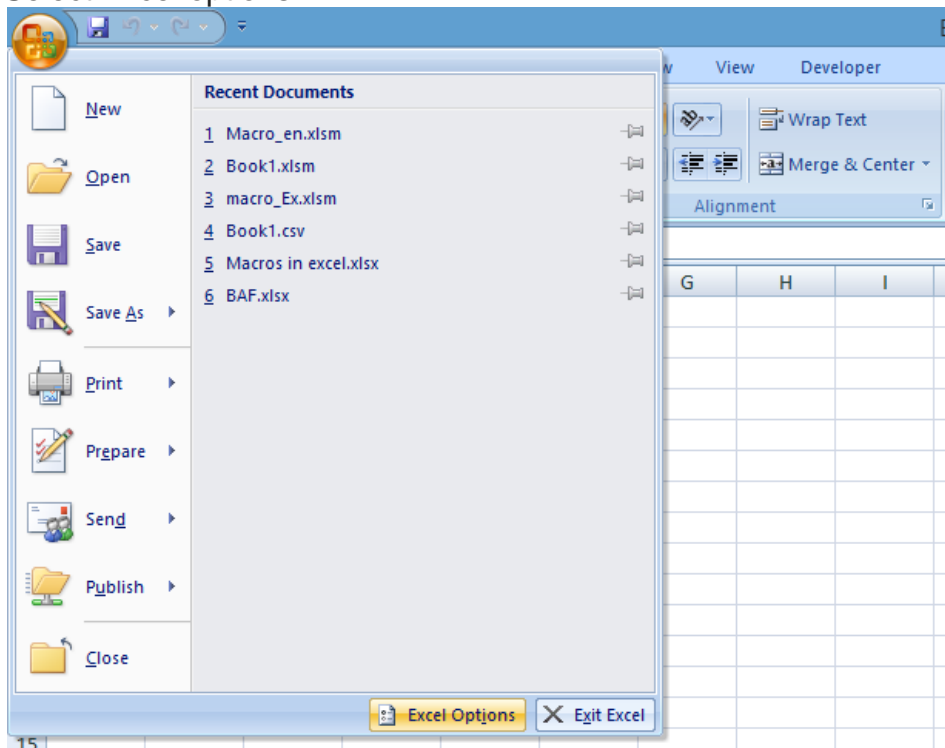 View Developer
Recent Documents
New
1 Macro_en.xlsm
Wrap Text
2 Book1.xlsm
Open
Merge & Center
3 macro_Ex.xlsm
Alignment
4 Book1.csv
Save
5 Macros in excel.xlsx
G H I
6 BAF.xlsx
Save As
Print
Prepare
Send
Publish
Close
Excel Options Exit Excel
15